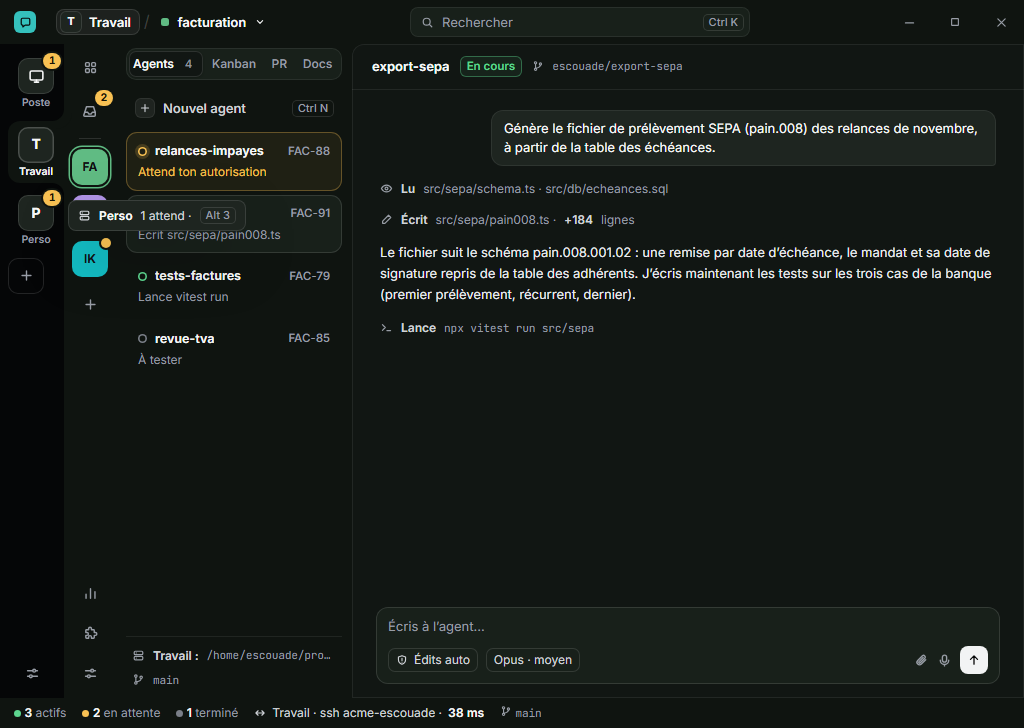 T Travail / facturation
Rechercher Ctrl K
1
Poste
T
Travail
1
P
Perso
2
FA
IK
Perso 1 attend · Alt 3
Agents 4 Kanban PR Docs
Nouvel agent Ctrl N
relances-impayes FAC-88
Attend ton autorisation
FAC-91
Écrit src/sepa/pain008.ts
tests-factures FAC-79
Lance vitest run
revue-tva FAC-85
À tester
Travail : /home/escouade/pro…
main
export-sepa En cours escouade/export-sepa
Génère le fichier de prélèvement SEPA (pain.008) des relances de novembre,
à partir de la table des échéances.
Lu src/sepa/schema.ts · src/db/echeances.sql
Écrit src/sepa/pain008.ts · +184 lignes
Le fichier suit le schéma pain.008.001.02 : une remise par date d’échéance, le mandat et sa date de
signature repris de la table des adhérents. J’écris maintenant les tests sur les trois cas de la banque
(premier prélèvement, récurrent, dernier).
Lance npx vitest run src/sepa
Écris à l’agent…
Édits auto Opus · moyen
3 actifs 2 en attente 1 terminé Travail · ssh acme-escouade · 38 ms main